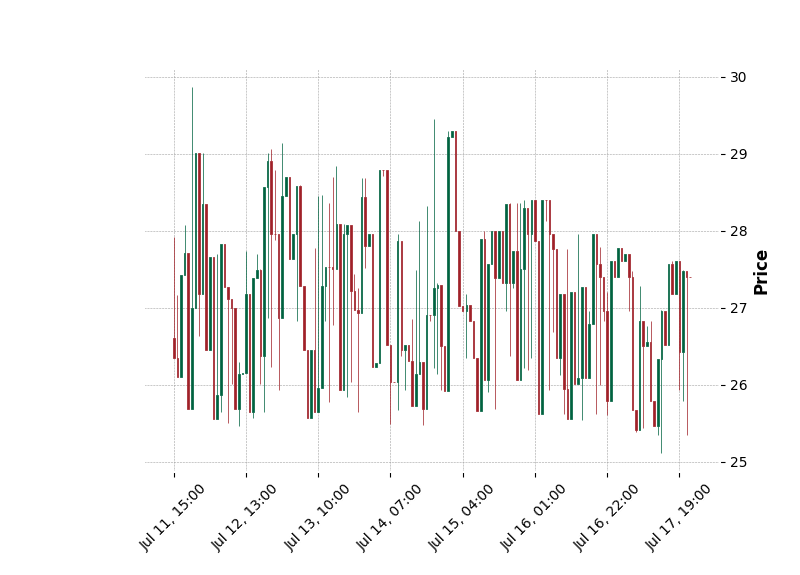 30
29
28
27
26
25
Price
Jul 11, 15:00
Jul 12, 13:00
Jul 13, 10:00
Jul 14, 07:00
Jul 15, 04:00
Jul 16, 01:00
Jul 16, 22:00
Jul 17, 19:00